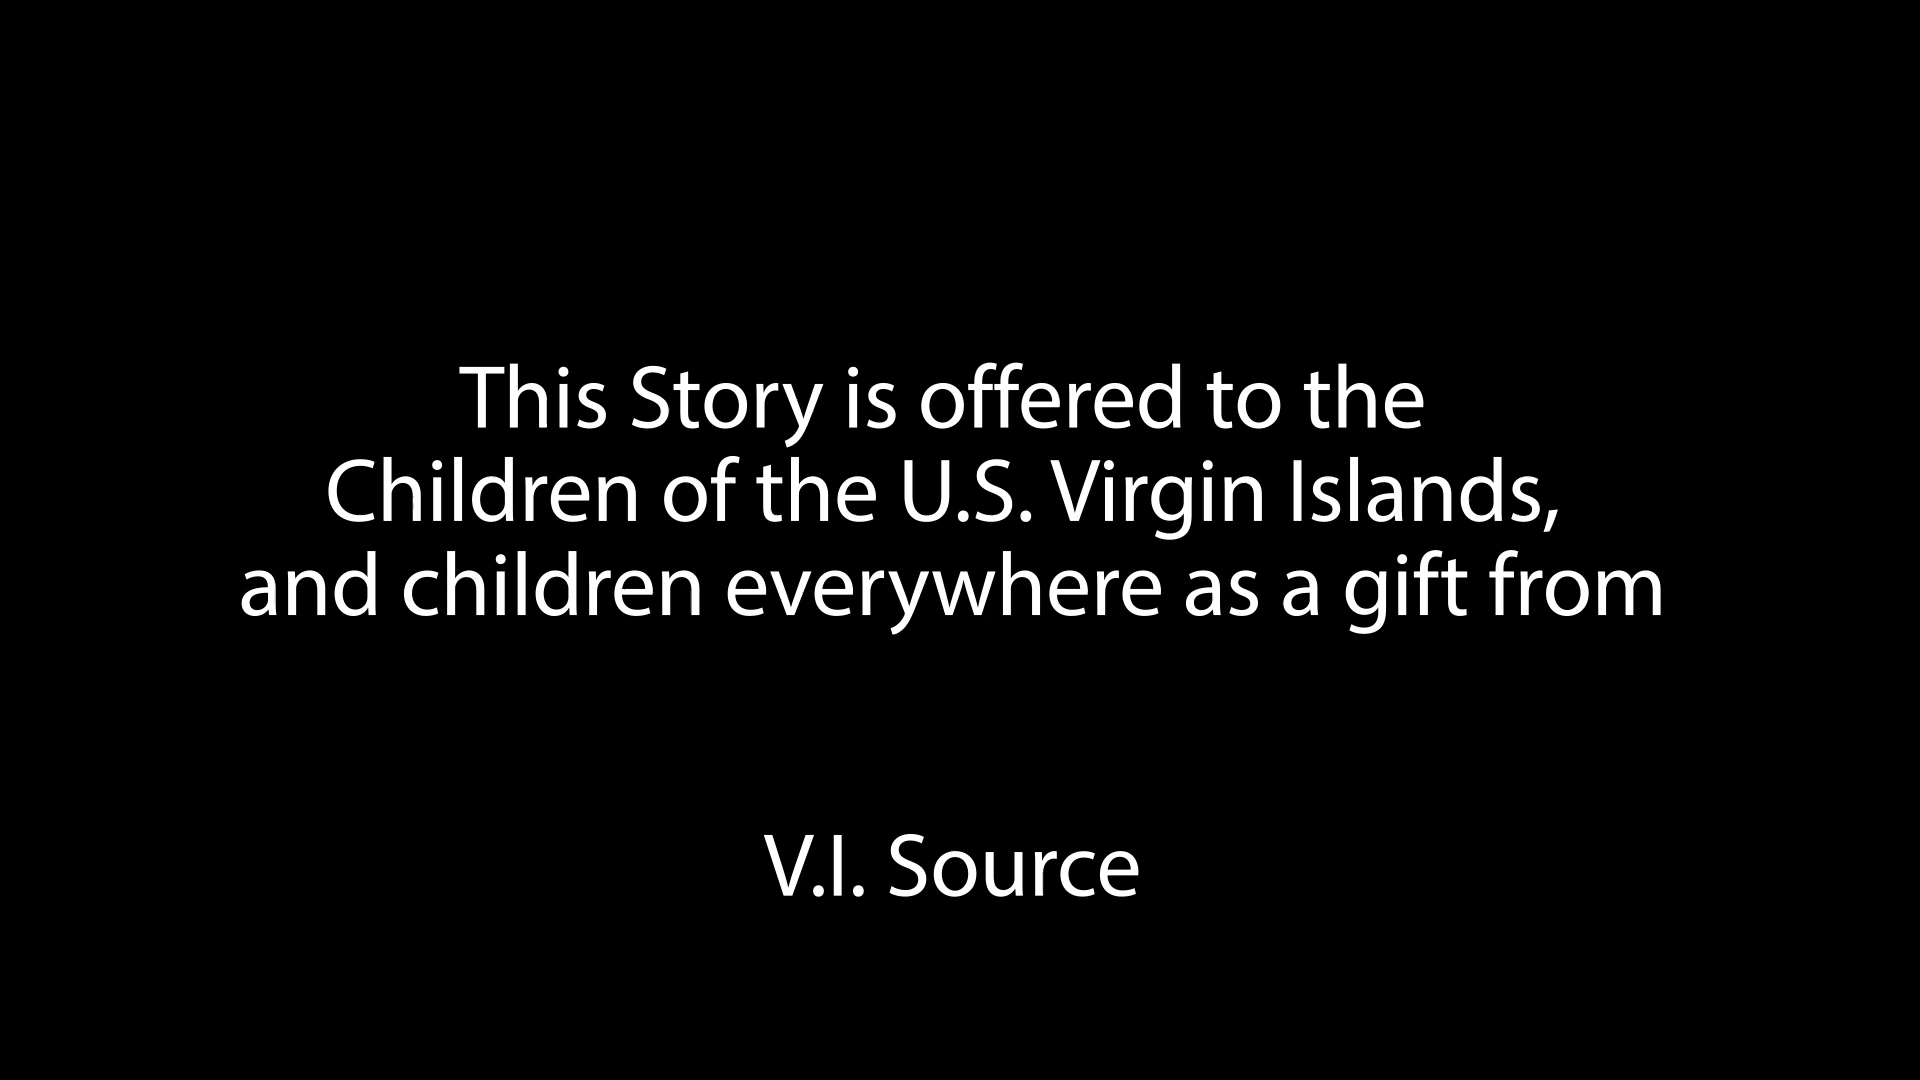 This Story is offered to the
Children of the U.S. Virgin Islands,
and children everywhere as a gift from
V.I. Source